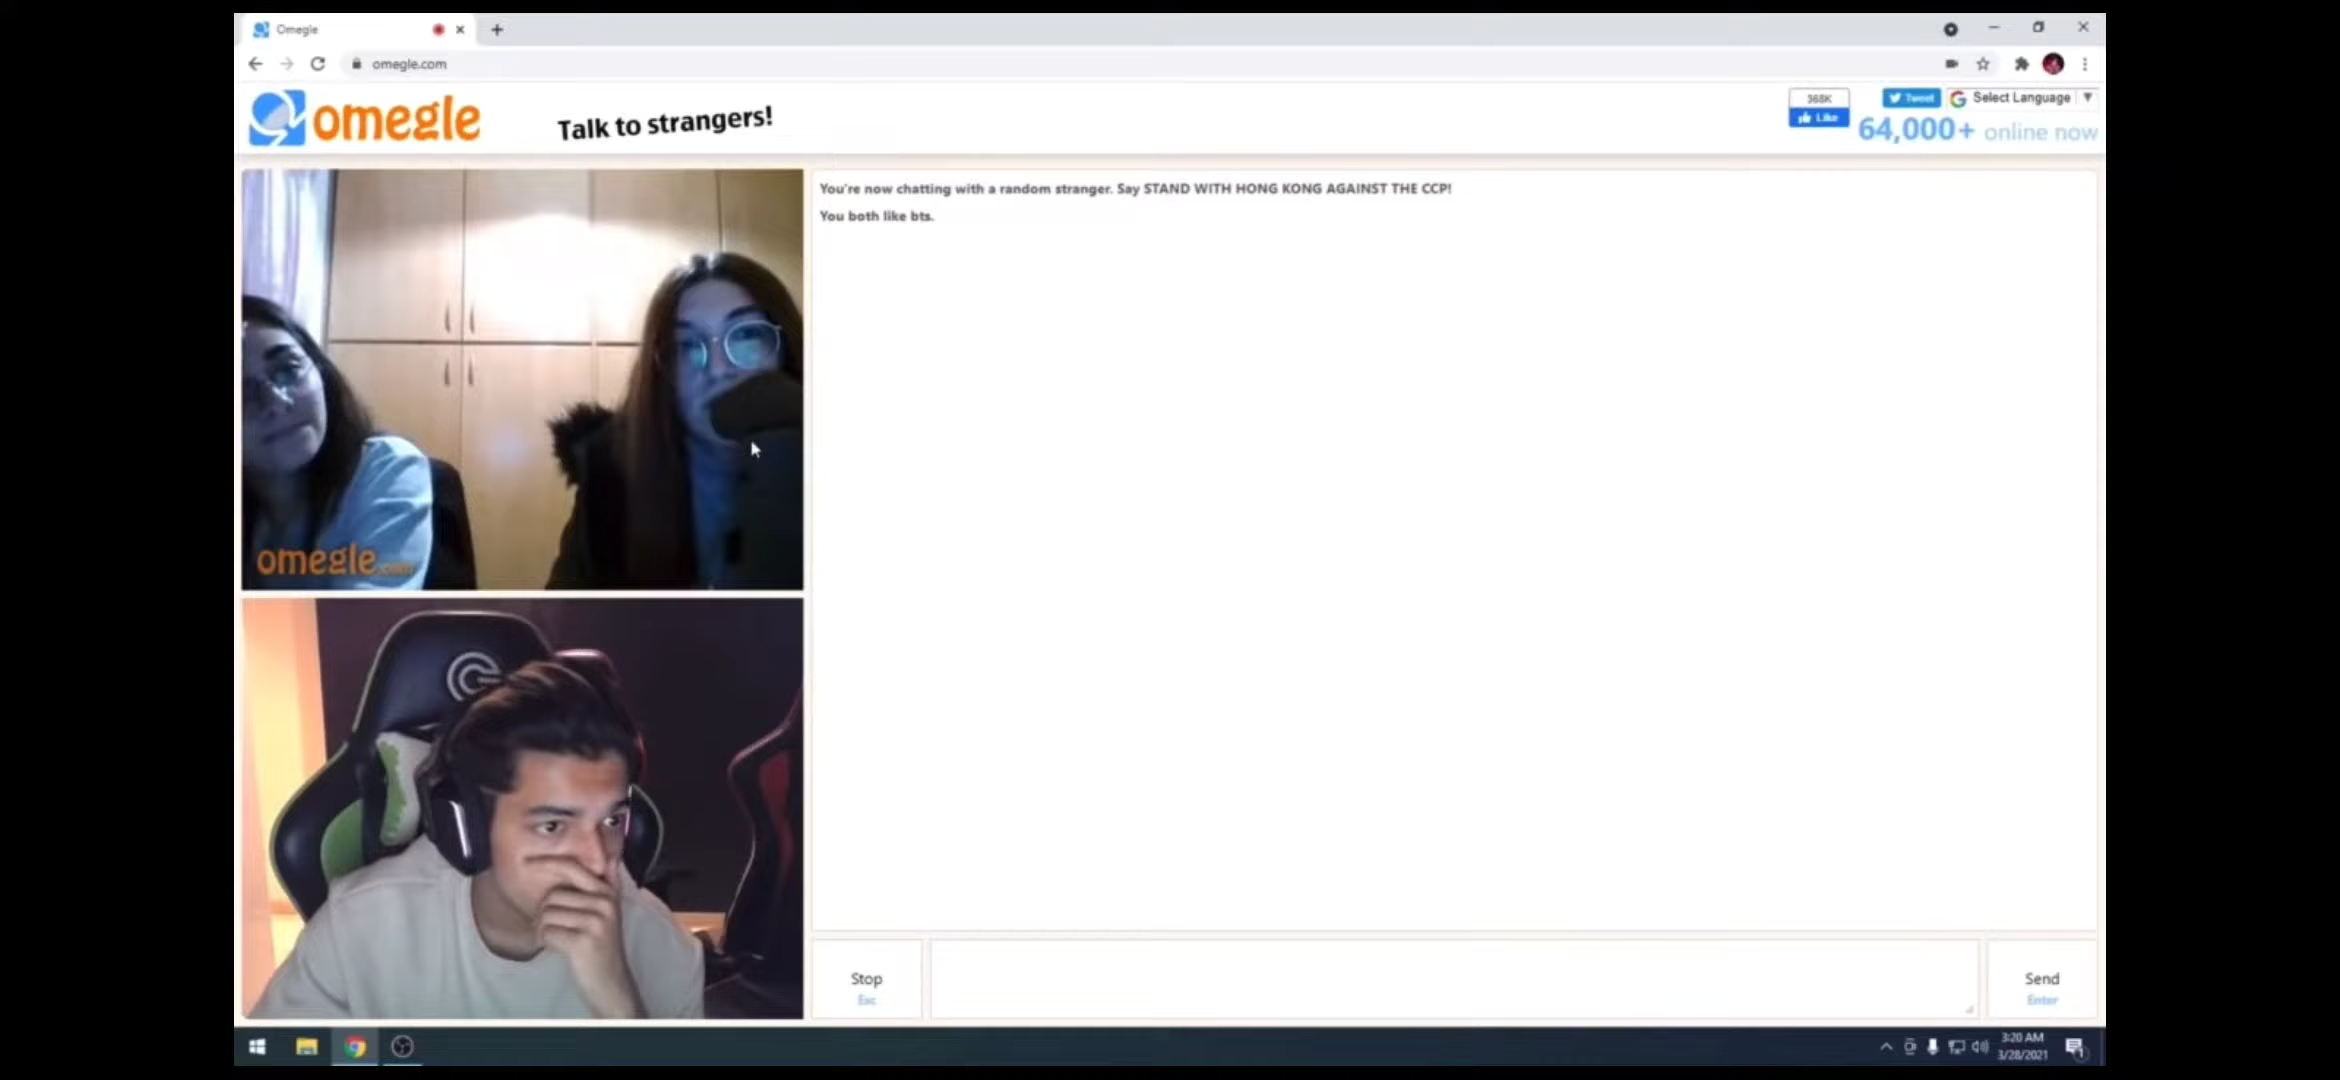 Omegle
omegle.com
omegle
Talk to strangers!
368K
Like
Tweet
Select Language
64,000+ online now
You're now chatting with a random stranger. Say STAND WITH HONG KONG AGAINST THE CCP!
You both like bts.
omegle.com
Stop
Esc
Send
Enter
3:20 AM
3/28/2021
1